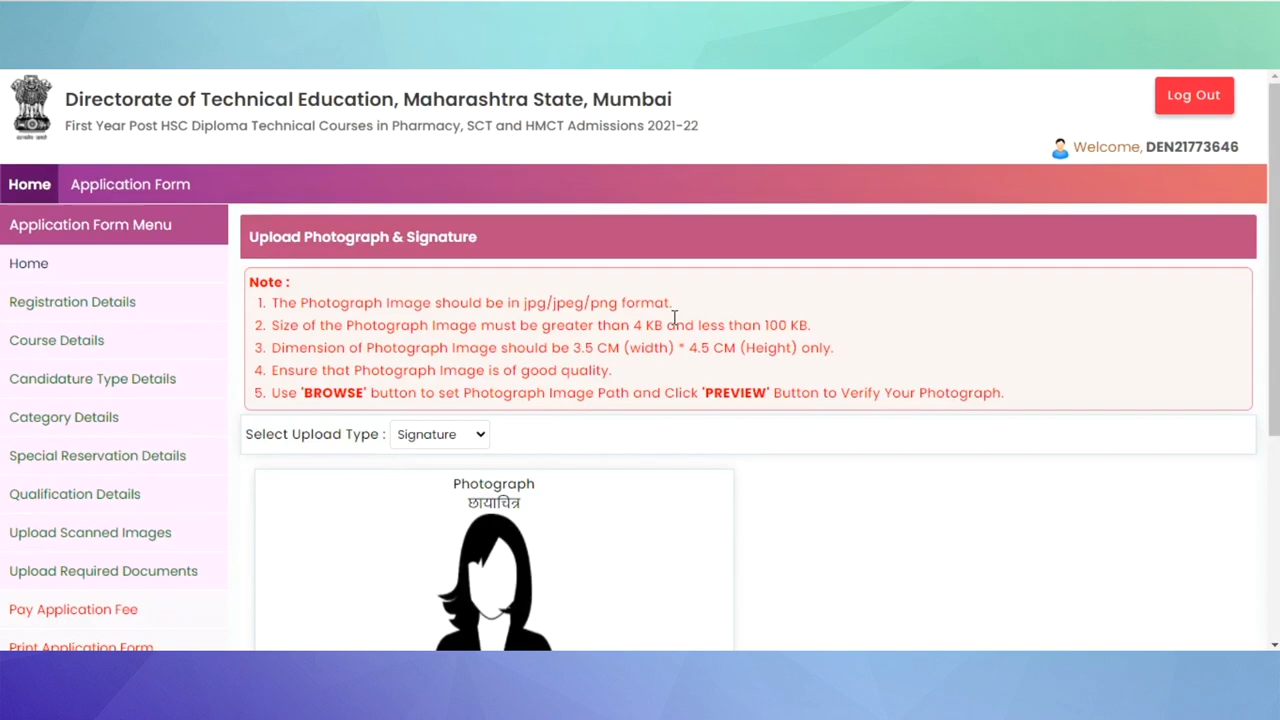 Directorate of Technical Education, Maharashtra State, Mumbai
First Year Post HSC Diploma Technical Courses in Pharmacy, SCT and HMCT Admissions 2021-22
Log Out
Welcome, DEN21773646
Home
Application Form
Application Form Menu
Home
Registration Details
Course Details
Candidature Type Details
Category Details
Special Reservation Details
Qualification Details
Upload Scanned Images
Upload Required Documents
Pay Application Fee
Print Application Form
Upload Photograph & Signature
Note :
1. The Photograph Image should be in jpg/jpeg/png format.
2. Size of the Photograph Image must be greater than 4 KB and less than 100 KB.
3. Dimension of Photograph Image should be 3.5 CM (width) * 4.5 CM (Height) only.
4. Ensure that Photograph Image is of good quality.
5. Use 'BROWSE' button to set Photograph Image Path and Click 'PREVIEW' Button to Verify Your Photograph.
Select Upload Type : Signature
Photograph
छायाचित्र